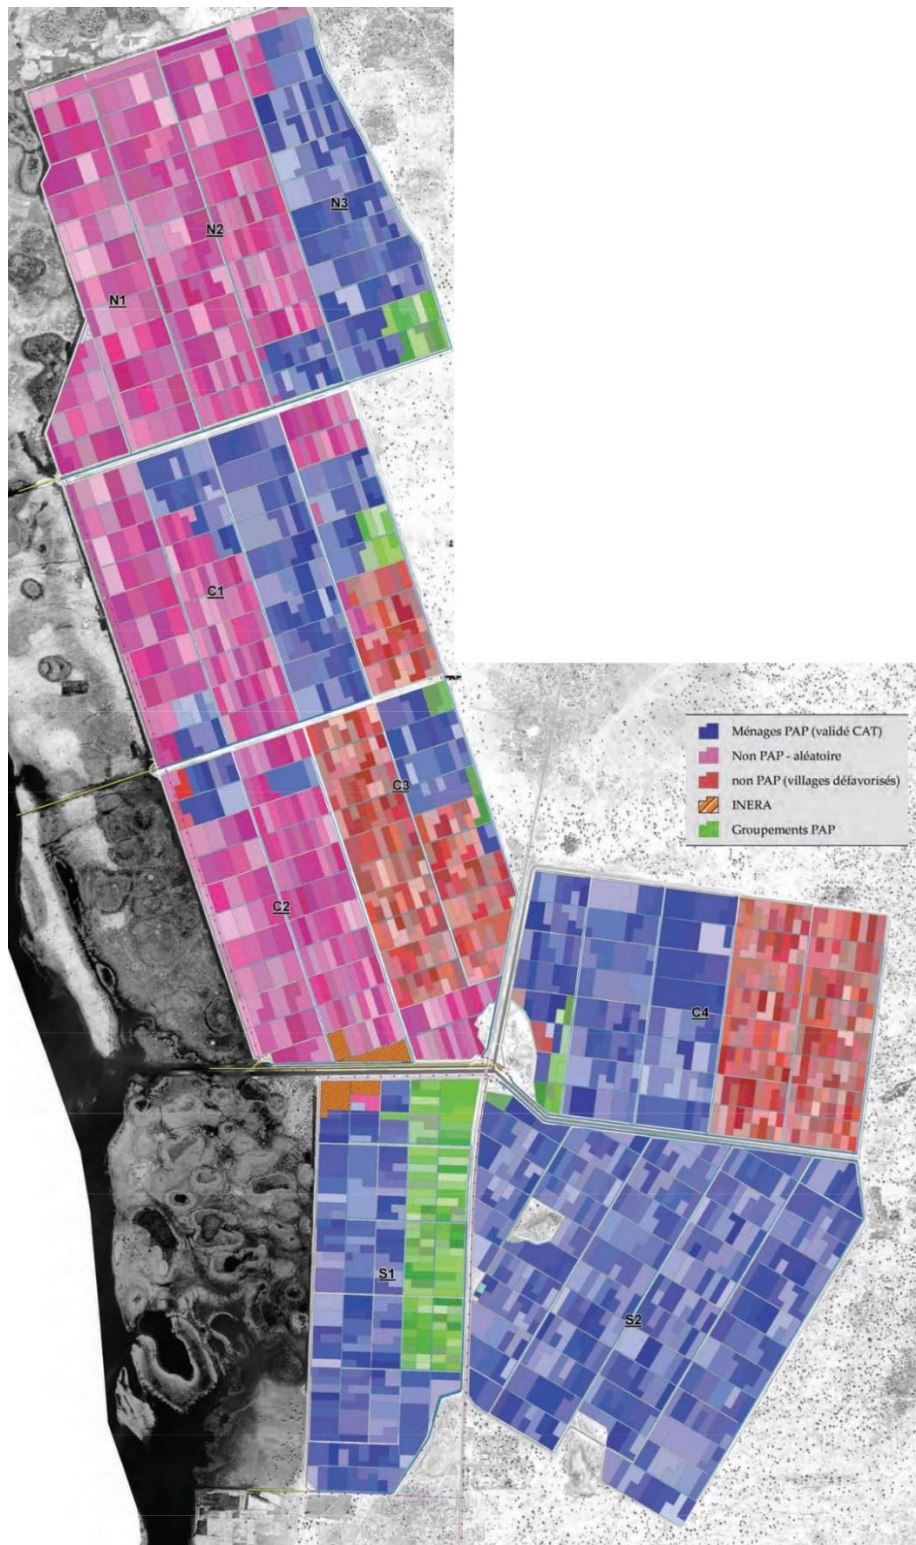 N3
N2
N1
C1
Ménages PAP (validé CAT)
Non PAP - aléatoire
non PAP (villages défavorisés)
INERA
Groupements PAP
C3
C2
C4
S1
S2